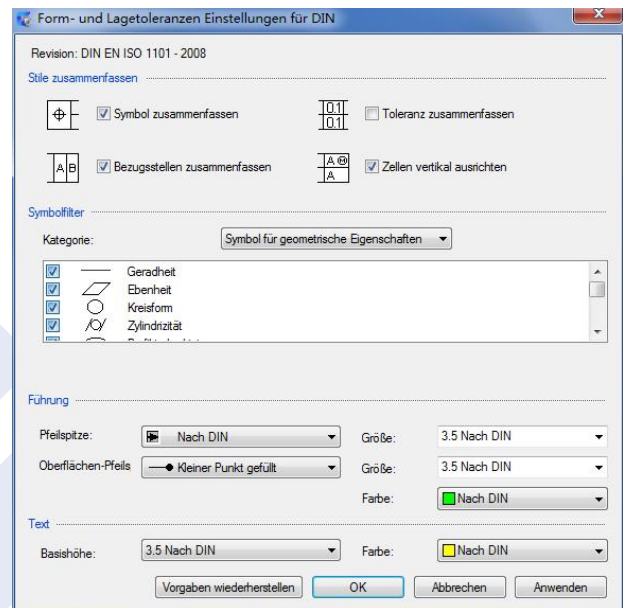 Form- und Lagetoleranzen Einstellungen für DIN
Revision: DIN EN ISO 1101 - 2008
Stile zusammenfassen
Symbol zusammenfassen
0.1
0.1
Toleranz zusammenfassen
A B
Bezugsstellen zusammenfassen
A M
A
Zellen vertikal ausrichten
Symbolfilter
Kategorie: Symbol für geometrische Eigenschaften
Geradheit
Ebenheit
Kreisform
Zylindrizität
Führung
Pfeilspitze: Nach DIN Größe: 3.5 Nach DIN
Oberflächen-Pfeils Kleiner Punkt gefüllt Größe: 3.5 Nach DIN
Farbe: Nach DIN
Text
Basishöhe: 3.5 Nach DIN Farbe: Nach DIN
Vorgaben wiederherstellen OK Abbrechen Anwenden